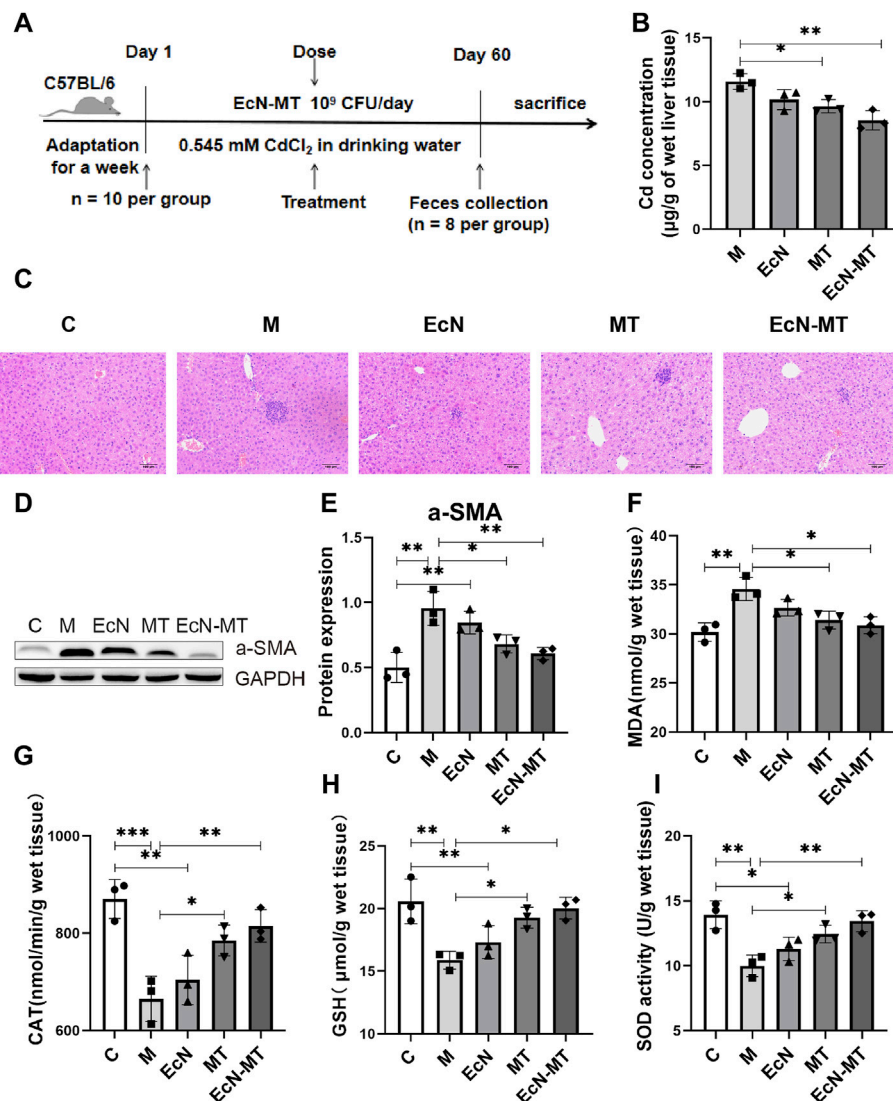 A
Day 1
Dose
Day 60
C57BL/6
EcN-MT 10⁹ CFU/day
sacrifice
Adaptation
for a week
0.545 mM CdCl₂ in drinking water
n = 10 per group
Treatment
Feces collection
(n = 8 per group)
B
Cd concentration
(μg/g of wet liver tissue)
15
10
5
0
**
*
M
EcN
MT
EcN-MT
C
C
M
EcN
MT
EcN-MT
D
C M EcN MT EcN-MT
a-SMA
GAPDH
E
a-SMA
Protein expression
1.5
1.0
0.5
0.0
**
**
*
**
C
M
EcN
MT
EcN-MT
F
MDA(nmol/g wet tissue)
40
35
30
25
20
**
*
*
C
M
EcN
MT
EcN-MT
G
CAT(nmol/min/g wet tissue)
1000
800
600
***
**
**
*
C
M
EcN
MT
EcN-MT
H
GSH( μmol/g wet tissue)
25
20
15
10
**
*
**
*
C
M
EcN
MT
EcN-MT
I
SOD activity (U/g wet tissue)
20
15
10
5
**
**
*
*
C
M
EcN
MT
EcN-MT